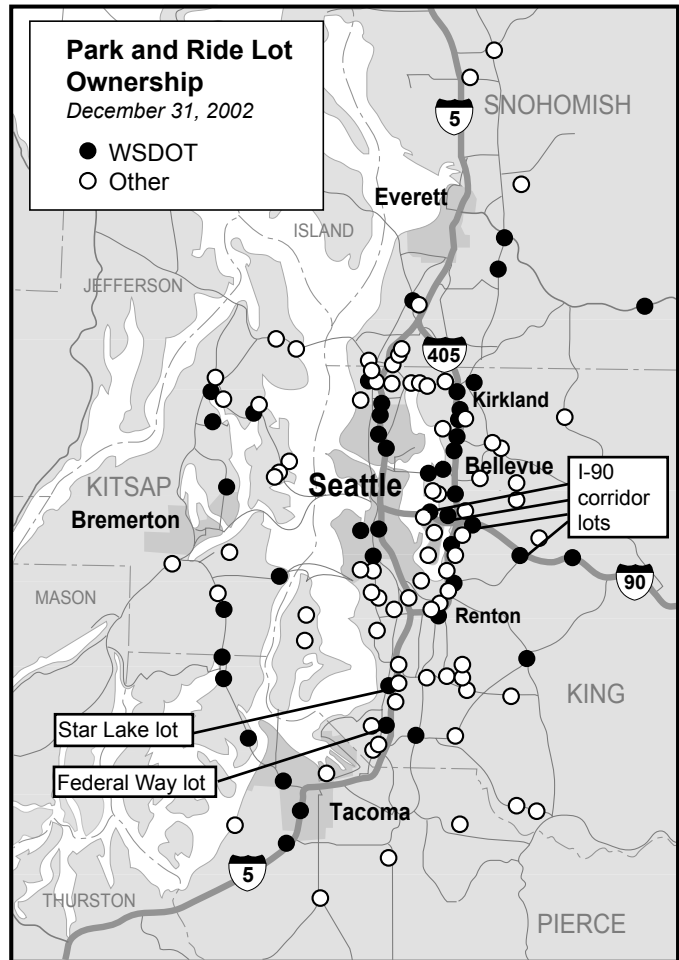 Park and Ride Lot
Ownership
December 31, 2002
WSDOT
Other
SNOHOMISH
5
Everett
ISLAND
JEFFERSON
405
Kirkland
Bellevue
I-90
corridor
lots
Seattle
KITSAP
Bremerton
90
MASON
Renton
KING
Star Lake lot
Federal Way lot
Tacoma
5
THURSTON
PIERCE